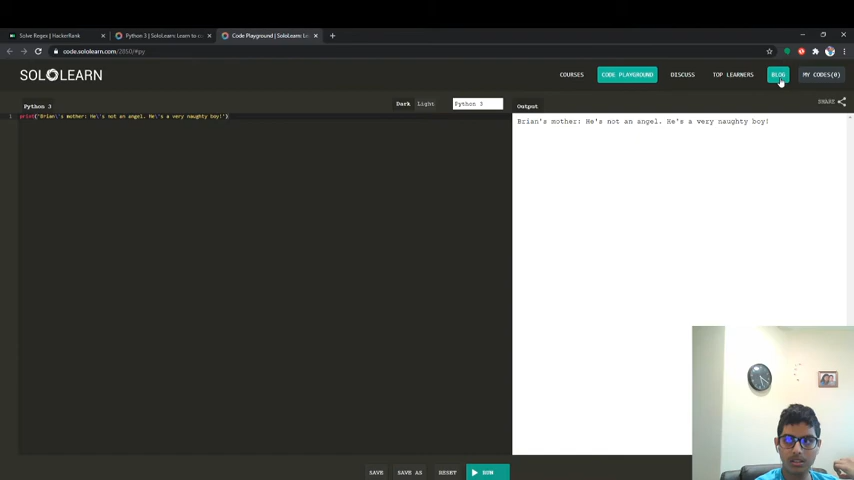 Solve Regex | HackerRank
Python 3 | SoloLearn: Learn to c
Code Playground | SoloLearn: Le
code.sololearn.com/2850/#py
SOLOLEARN
COURSES
CODE PLAYGROUND
DISCUSS
TOP LEARNERS
BLOG
MY CODES(0)
SHARE
Python 3
Dark
Light
Python 3
Output
1 print('Brian\'s mother: He\'s not an angel. He\'s a very naughty boy!')
Brian's mother: He's not an angel. He's a very naughty boy!
SAVE
SAVE AS
RESET
RUN